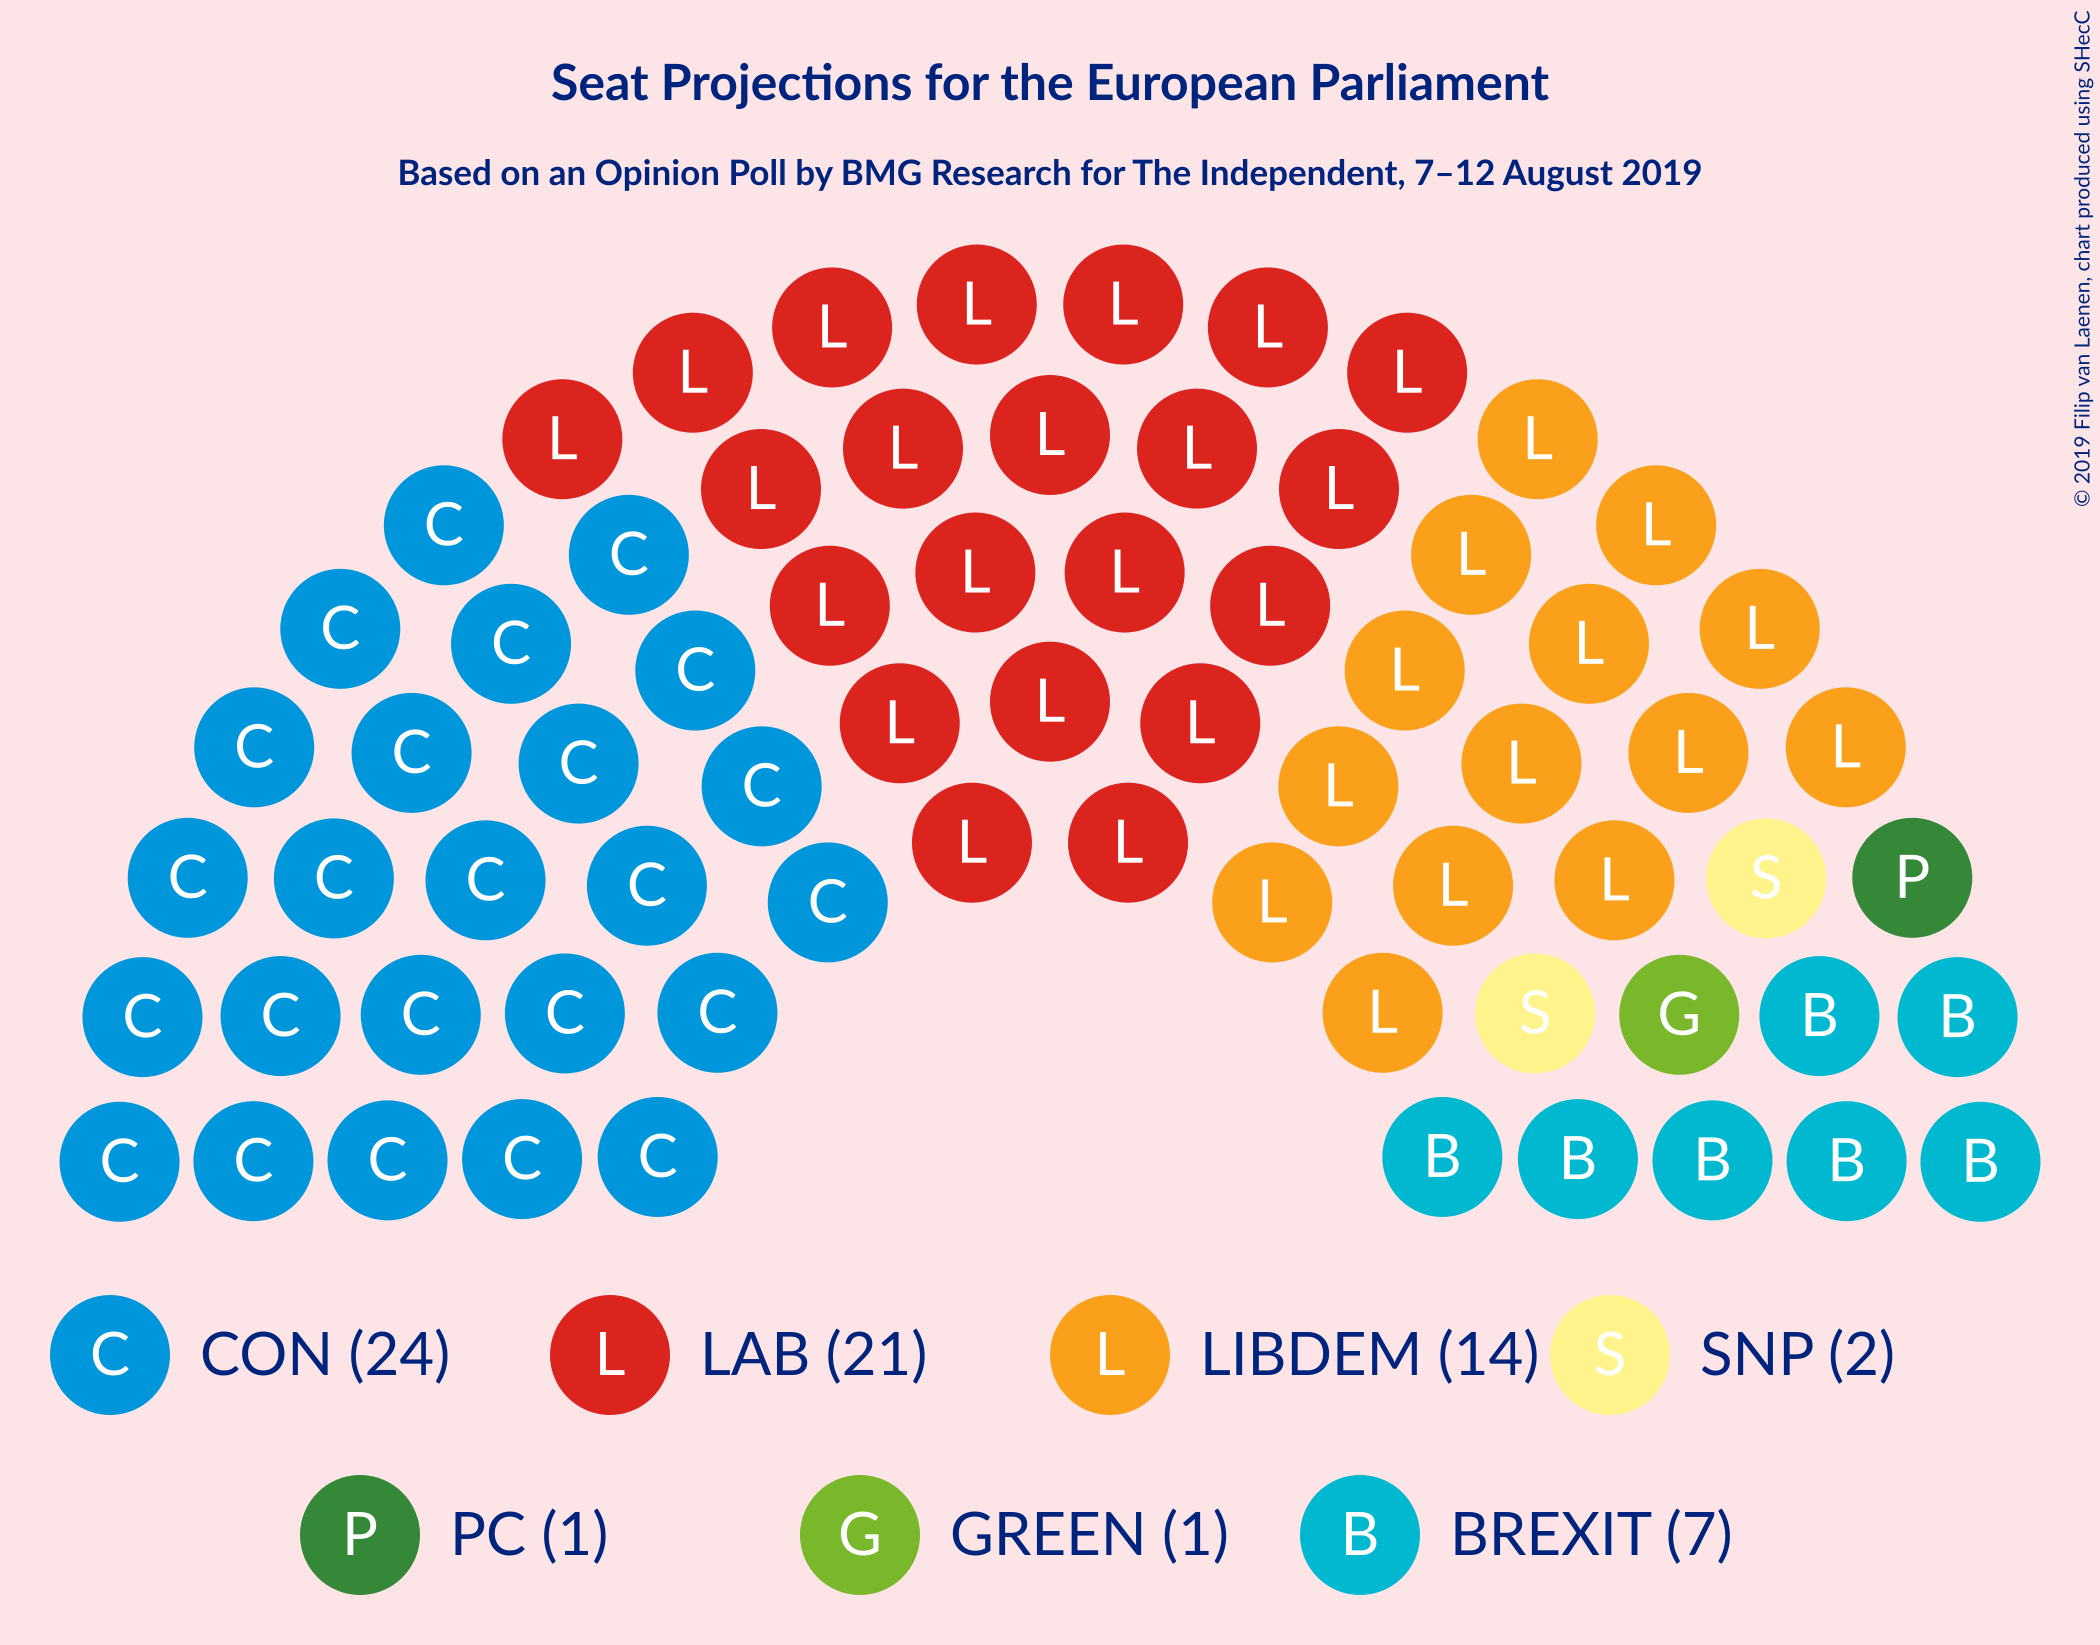 Seat Projections for the European Parliament
Based on an Opinion Poll by BMG Research for The Independent, 7–12 August 2019
© 2019 Filip van Laenen, chart produced using SHecC
L L
L L
L L
L
L L L
L L
C C
L L
L L
C C
L L
L L
C C
L L
C C
L L
L L L
C C
L L
C C
L L
L L
C C C C
L L S P
C
L
C C C C C
L S G B B
C C C C C
B B B B B
C CON (24) L LAB (21) L LIBDEM (14) S SNP (2)
P PC (1) G GREEN (1) B BREXIT (7)